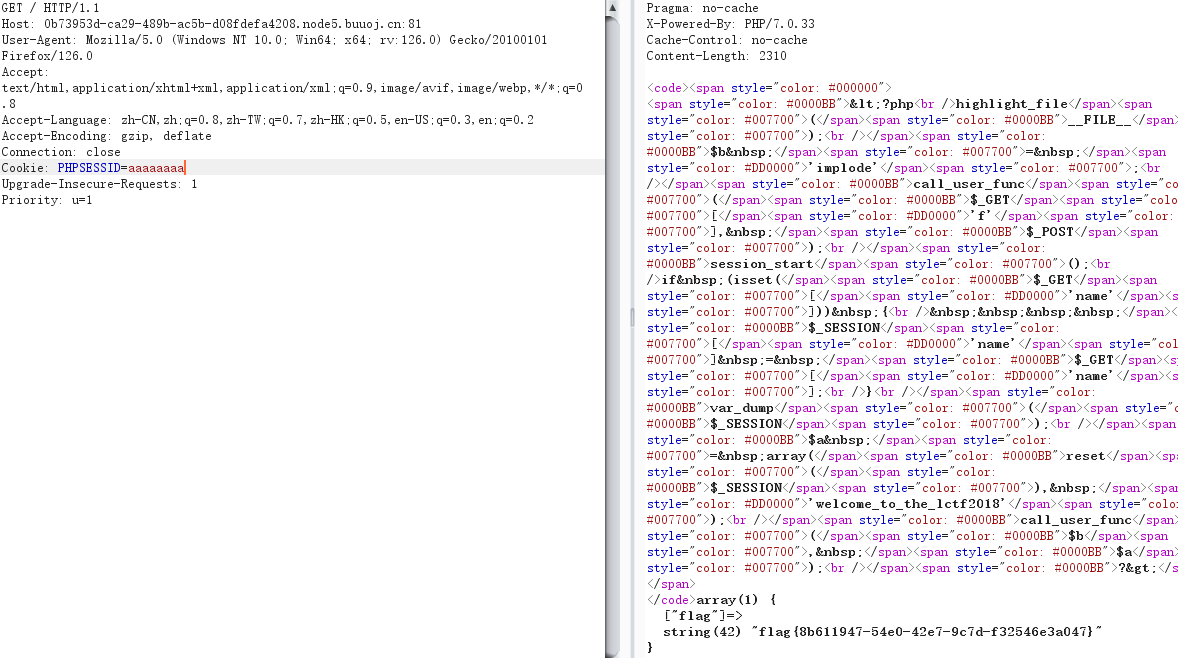 GET / HTTP/1.1
Host: 0b73953d-ca29-489b-ac5b-d08fdefa4208.node5.buuoj.cn:81
User-Agent: Mozilla/5.0 (Windows NT 10.0; Win64; x64; rv:126.0) Gecko/20100101
Firefox/126.0
Accept:
text/html,application/xhtml+xml,application/xml;q=0.9,image/avif,image/webp,*/*;q=0
.8
Accept-Language: zh-CN,zh;q=0.8,zh-TW;q=0.7,zh-HK;q=0.5,en-US;q=0.3,en;q=0.2
Accept-Encoding: gzip, deflate
Connection: close
Cookie: PHPSESSID=aaaaaaaa
Upgrade-Insecure-Requests: 1
Priority: u=1
Pragma: no-cache
X-Powered-By: PHP/7.0.33
Cache-Control: no-cache
Content-Length: 2310
<code><span style="color: #000000">
<span style="color: #0000BB">&lt;?php<br />highlight_file</span><span
style="color: #007700">(</span><span style="color: #0000BB">__FILE__</span>
style="color: #007700">);<br /></span><span style="color:
#0000BB">$b&nbsp;</span><span style="color: #007700">=&nbsp;</span><span
style="color: #DD0000">'implode'</span><span style="color: #007700">;<br
/></span><span style="color: #0000BB">call_user_func</span><span style="co
#007700">(</span><span style="color: #0000BB">$_GET</span><span style="colo
#007700">[</span><span style="color: #DD0000">'f'</span><span style="color:
#007700">],&nbsp;</span><span style="color: #0000BB">$_POST</span><span
style="color: #007700">);<br /></span><span style="color:
#0000BB">session_start</span><span style="color: #007700">();<br
/>if&nbsp;(isset(</span><span style="color: #0000BB">$_GET</span><span
style="color: #007700">[</span><span style="color: #DD0000">'name'</span><s
style="color: #007700">]))&nbsp;{<br />&nbsp;&nbsp;&nbsp;&nbsp;</span><s
style="color: #0000BB">$_SESSION</span><span style="color:
#007700">[</span><span style="color: #DD0000">'name'</span><span style="col
#007700">]&nbsp;=&nbsp;</span><span style="color: #0000BB">$_GET</span><sp
style="color: #007700">[</span><span style="color: #DD0000">'name'</span><s
style="color: #007700">];<br />}<br /></span><span style="color:
#0000BB">var_dump</span><span style="color: #007700">(</span><span style="c
#0000BB">$_SESSION</span><span style="color: #007700">);<br /></span><span
style="color: #0000BB">$a&nbsp;</span><span style="color:
#007700">=&nbsp;array(</span><span style="color: #0000BB">reset</span><spa
style="color: #007700">(</span><span style="color:
#0000BB">$_SESSION</span><span style="color: #007700">),&nbsp;</span><span
style="color: #DD0000">'welcome_to_the_lctf2018'</span><span style="color:
#007700">);<br /></span><span style="color: #0000BB">call_user_func</span>
style="color: #007700">(</span><span style="color: #0000BB">$b</span><span
style="color: #007700">,&nbsp;</span><span style="color: #0000BB">$a</span>
style="color: #007700">);<br /></span><span style="color: #0000BB">?&gt;</s
</span>
</code>array(1) {
["flag"]=>
string(42) "flag{8b611947-54e0-42e7-9c7d-f32546e3a047}"
}